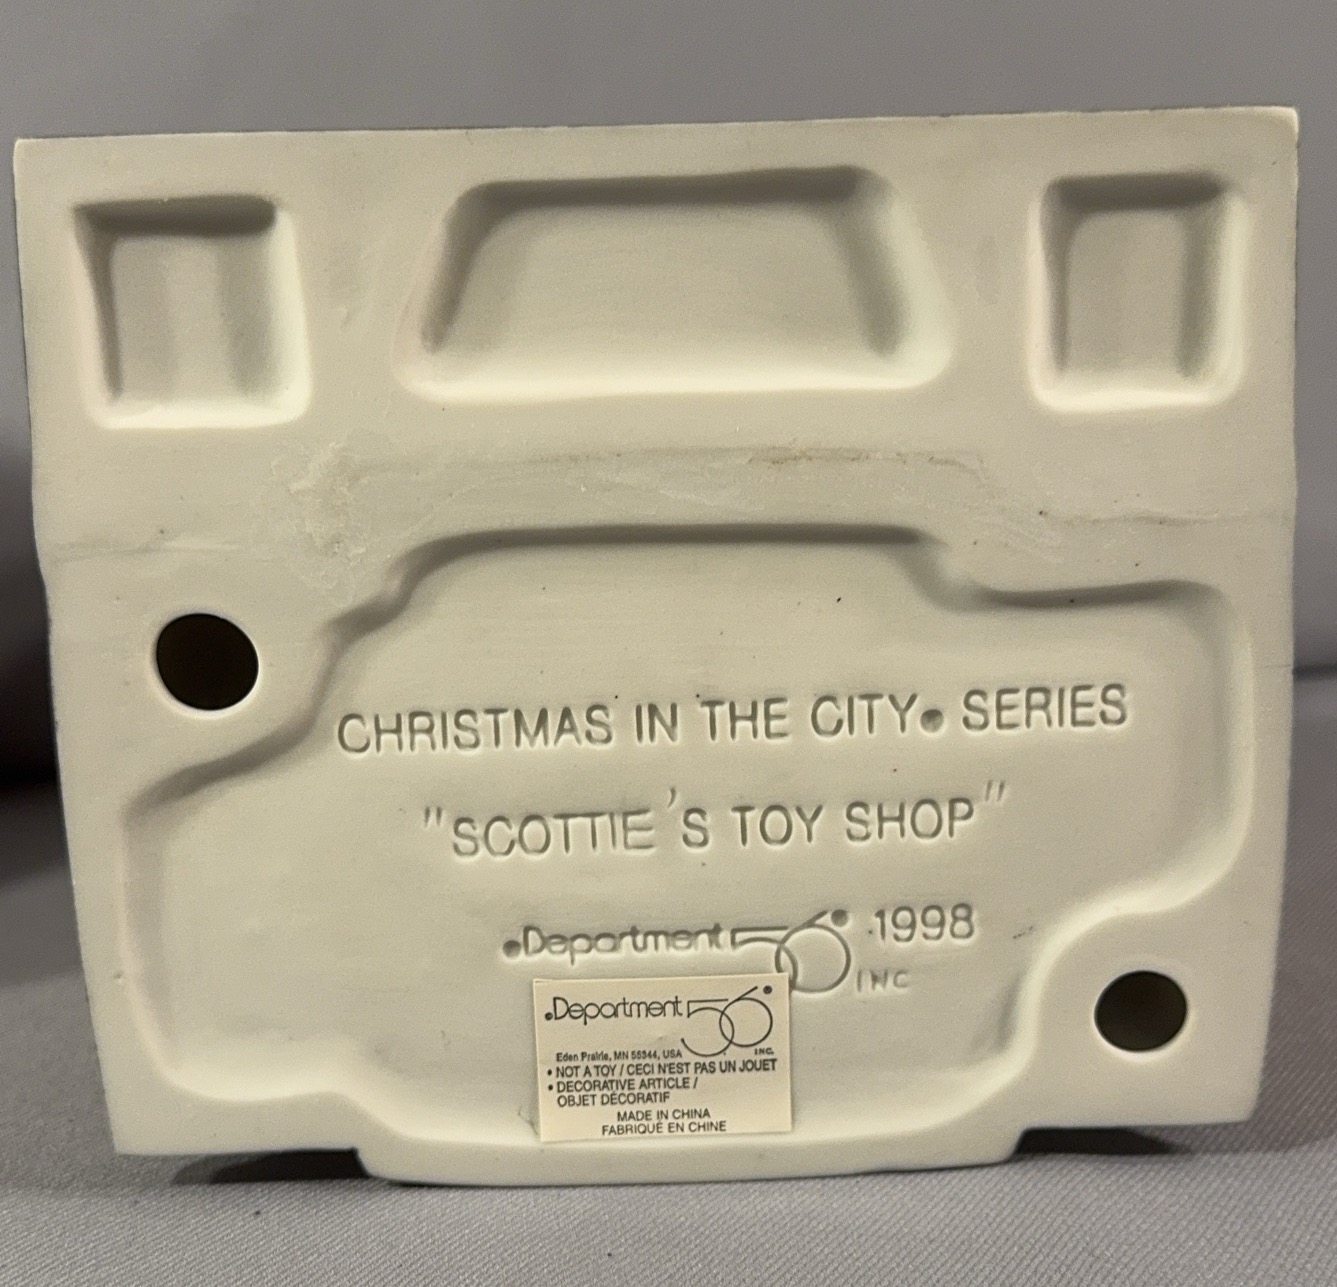 CHRISTMAS IN THE CITY® SERIES
"SCOTTIE'S TOY SHOP"
Department 56® 1998
INC
Department 56®
Eden Prairie, MN 55344, USA INC.
• NOT A TOY / CECI N'EST PAS UN JOUET
• DECORATIVE ARTICLE /
OBJET DÉCORATIF
MADE IN CHINA
FABRIQUÉ EN CHINE